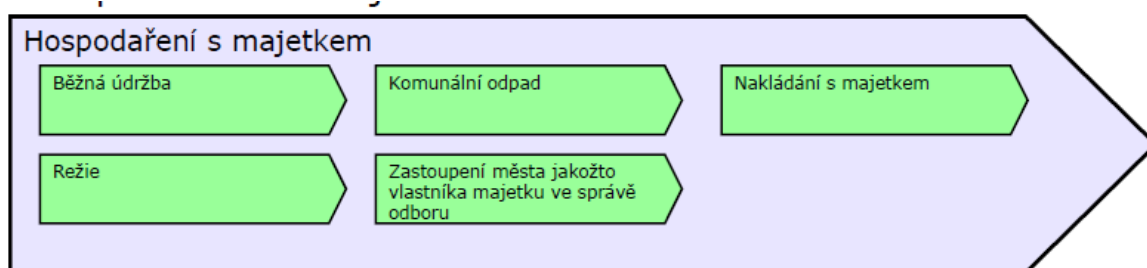 Hospodaření s majetkem
Běžná údržba
Komunální odpad
Nakládání s majetkem
Režie
Zastoupení města jakožto
vlastníka majetku ve správě
odboru